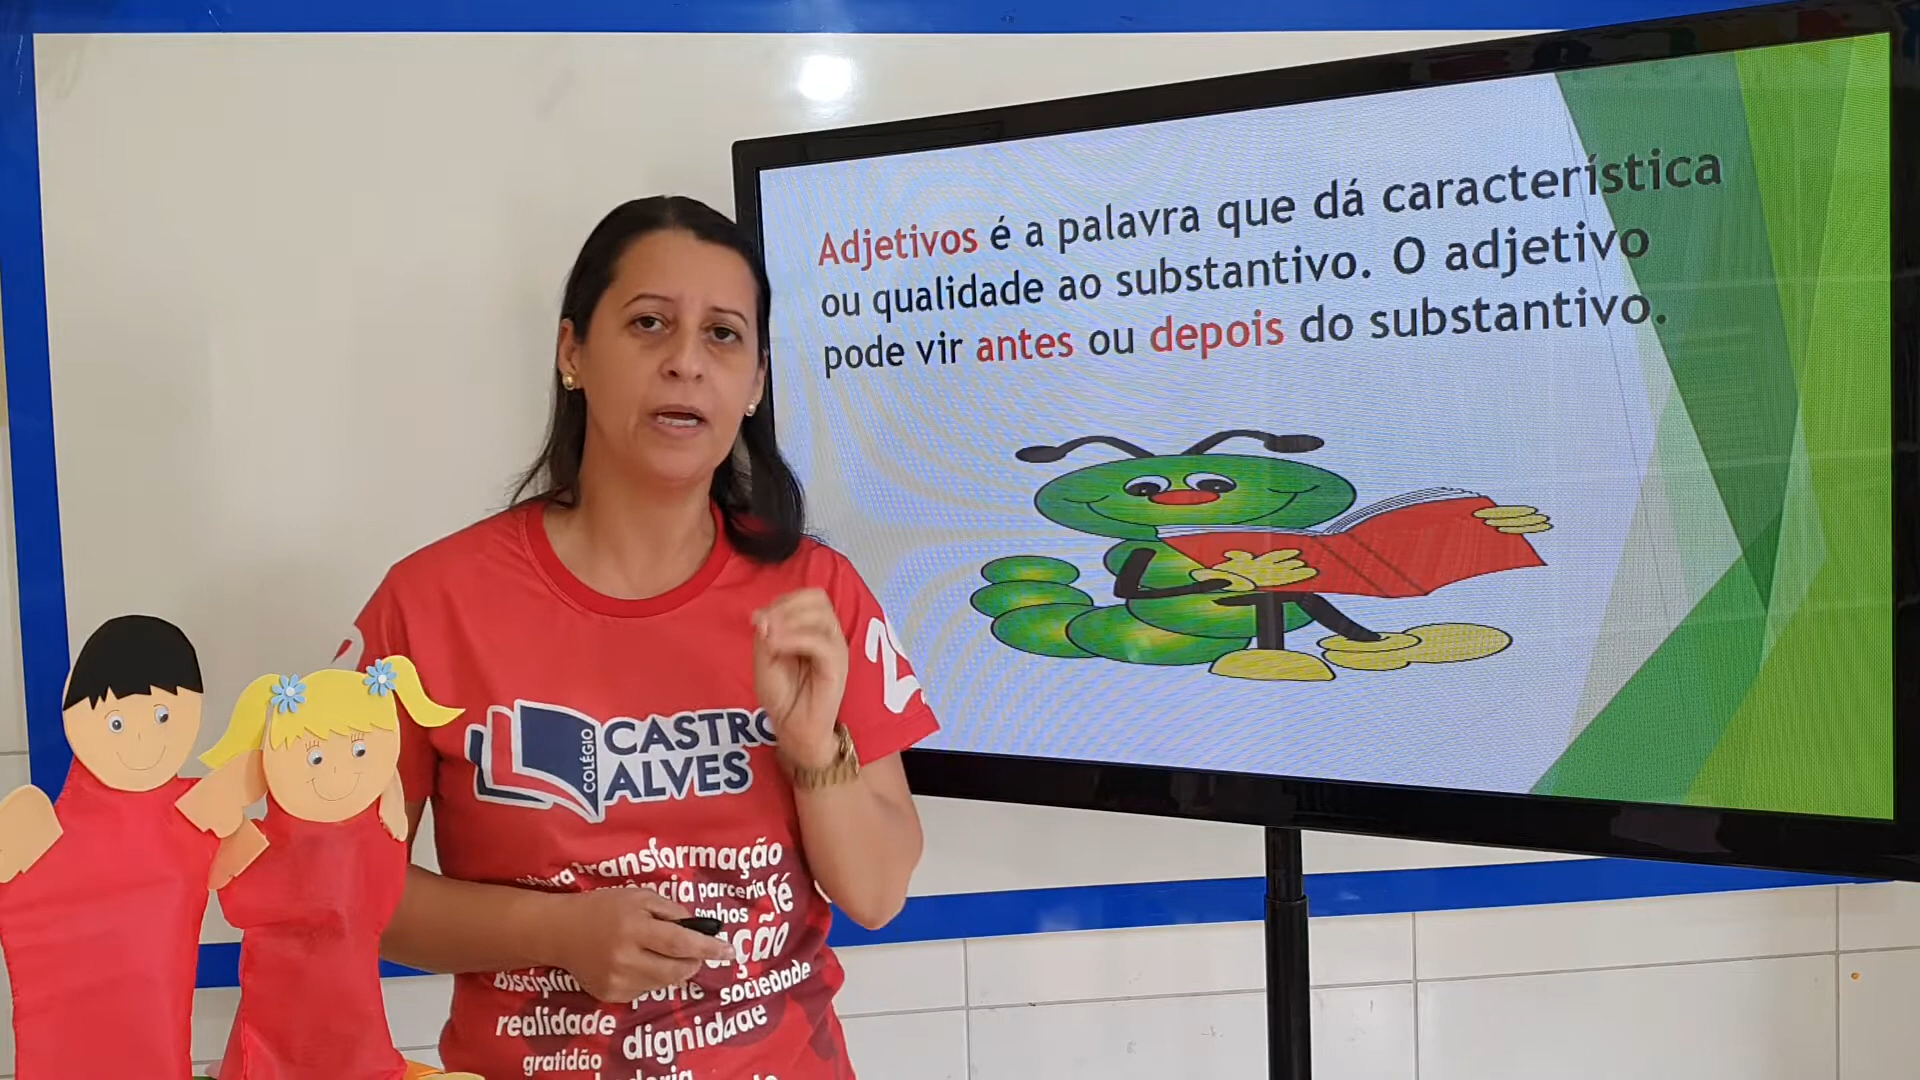 Adjetivos é a palavra que dá característica
ou qualidade ao substantivo. O adjetivo
pode vir antes ou depois do substantivo.
COLÉGIO
CASTRO
ALVES
transformação
parceria fé
sonhos
sociedade
realidade
dignidade
gratidão